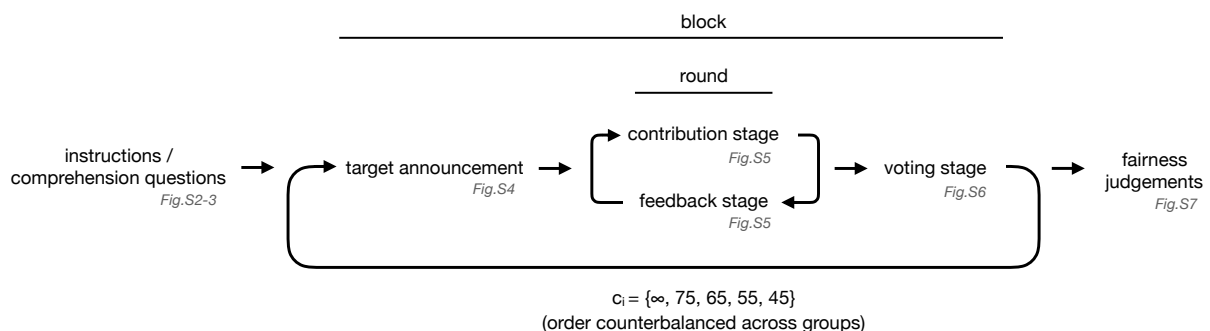 block
round
instructions /
comprehension questions
Fig.S2-3
target announcement
Fig.S4
contribution stage
Fig.S5
feedback stage
Fig.S5
voting stage
Fig.S6
fairness
judgements
Fig.S7
cᵢ = {∞, 75, 65, 55, 45}
(order counterbalanced across groups)